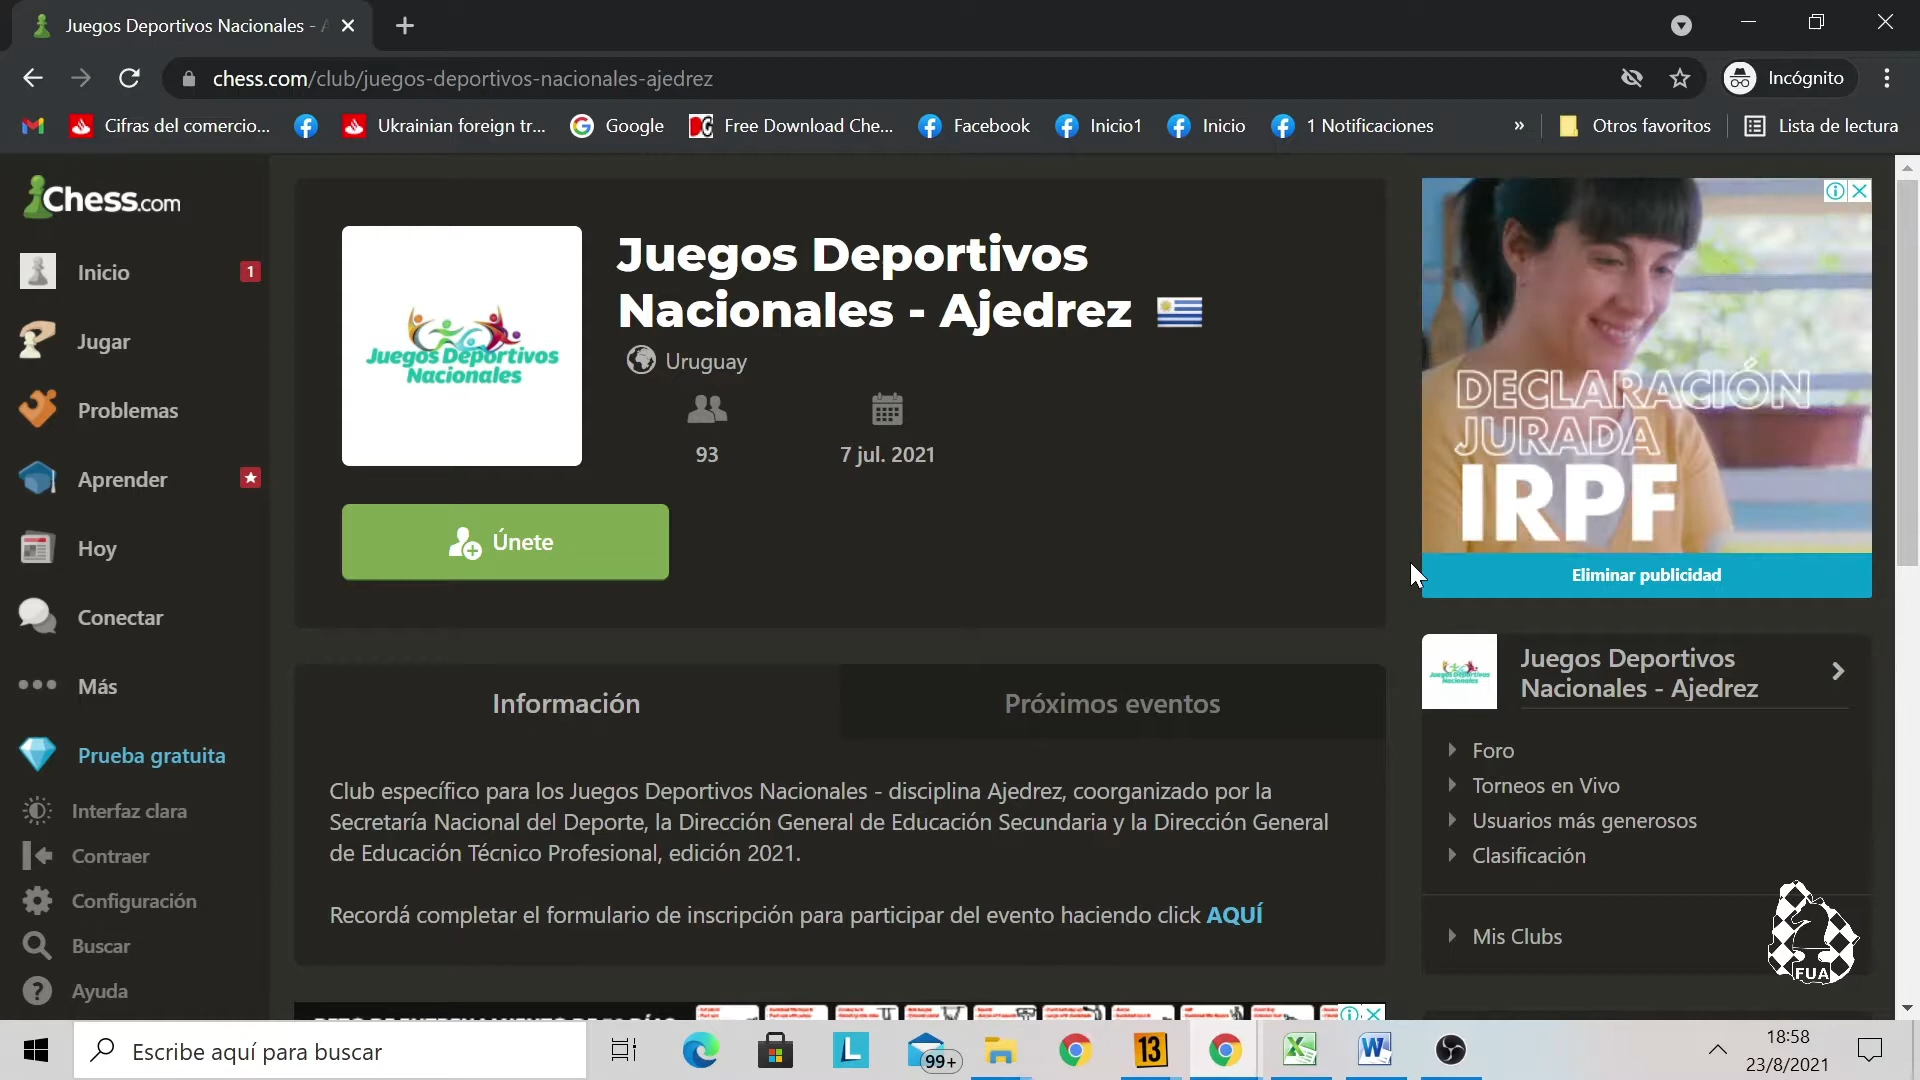 Juegos Deportivos Nacionales -
chess.com/club/juegos-deportivos-nacionales-ajedrez
Incógnito
Cifras del comercio...
Ukrainian foreign tr...
Google
Free Download Che...
Facebook
Inicio1
Inicio
1 Notificaciones
»
Otros favoritos
Lista de lectura
Chess.com
Inicio
1
Jugar
Problemas
Aprender
Hoy
Conectar
Más
Prueba gratuita
Interfaz clara
Contraer
Configuración
Buscar
Ayuda
Juegos Deportivos
Nacionales
Juegos Deportivos
Nacionales - Ajedrez
Uruguay
93
7 jul. 2021
Únete
Información
Próximos eventos
Club específico para los Juegos Deportivos Nacionales - disciplina Ajedrez, coorganizado por la
Secretaría Nacional del Deporte, la Dirección General de Educación Secundaria y la Dirección General
de Educación Técnico Profesional, edición 2021.
Recordá completar el formulario de inscripción para participar del evento haciendo click AQUÍ
DECLARACIÓN
JURADA
IRPF
Eliminar publicidad
Juegos Deportivos
Nacionales
Juegos Deportivos
Nacionales - Ajedrez
Foro
Torneos en Vivo
Usuarios más generosos
Clasificación
Mis Clubs
FUA
Escribe aquí para buscar
L
99+
13
18:58
23/8/2021